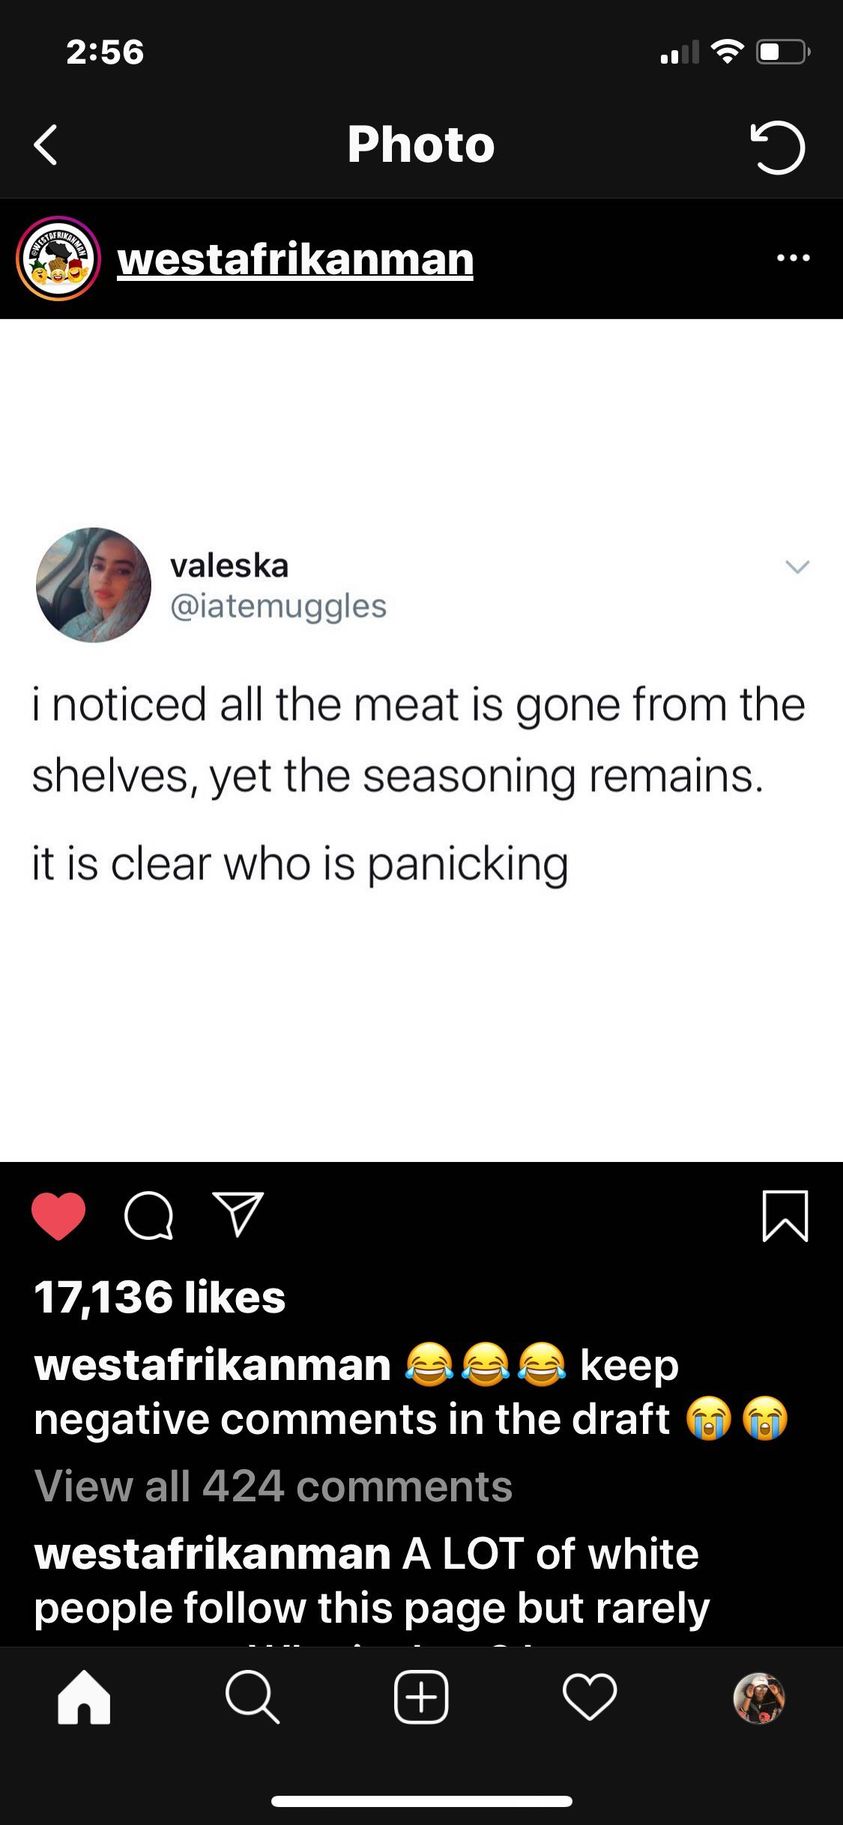 2:56
Photo
westafrikanman
valeska
@iatemuggles
i noticed all the meat is gone from the
shelves, yet the seasoning remains.
it is clear who is panicking
17,136 likes
westafrikanman 😂😂😂 keep
negative comments in the draft 😭😭
View all 424 comments
westafrikanman A LOT of white
people follow this page but rarely